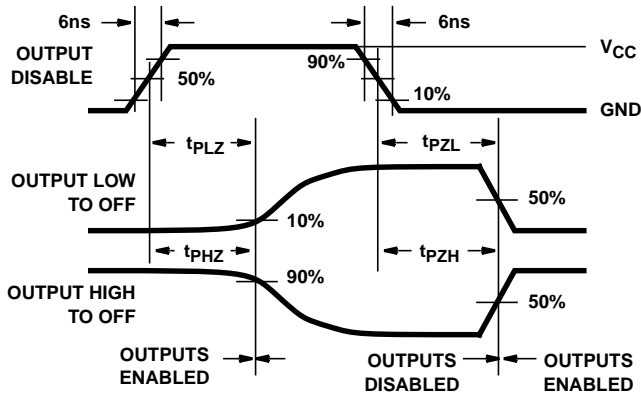 6ns
6ns
OUTPUT
DISABLE
50%
90%
10%
VCC
GND
tPLZ
tPZL
OUTPUT LOW
TO OFF
10%
50%
tPHZ
tPZH
OUTPUT HIGH
TO OFF
90%
50%
OUTPUTS
ENABLED
OUTPUTS
DISABLED
OUTPUTS
ENABLED